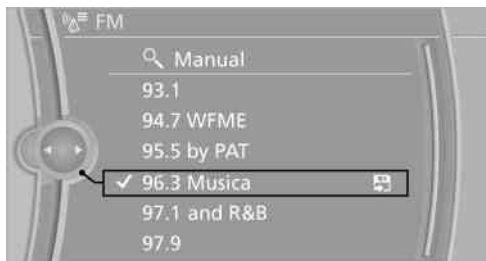 FM
Manual
93.1
94.7 WFME
95.5 by PAT
96.3 Musica
97.1 and R&B
97.9